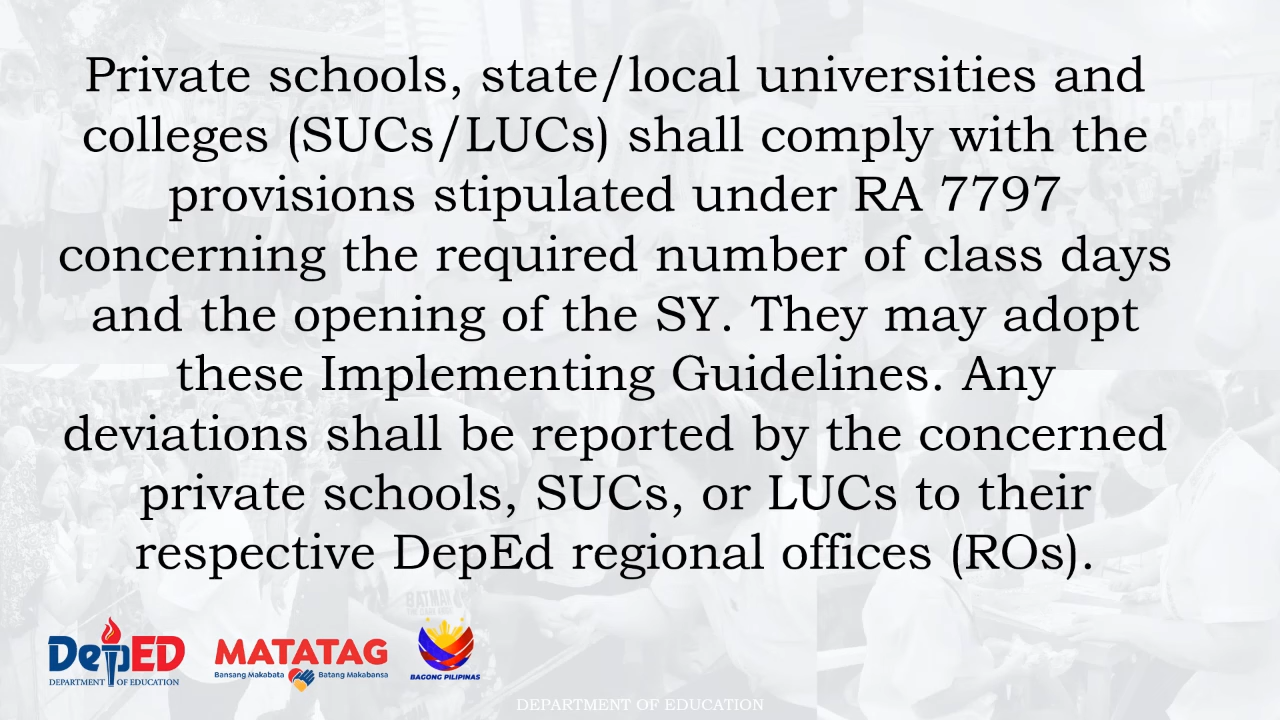 Private schools, state/local universities and
colleges (SUCs/LUCs) shall comply with the
provisions stipulated under RA 7797
concerning the required number of class days
and the opening of the SY. They may adopt
these Implementing Guidelines. Any
deviations shall be reported by the concerned
private schools, SUCs, or LUCs to their
respective DepEd regional offices (ROs).
DepED
DEPARTMENT OF EDUCATION
MATATAG
Bansang Makabata Batang Makabansa
BAGONG PILIPINAS
DEPARTMENT OF EDUCATION